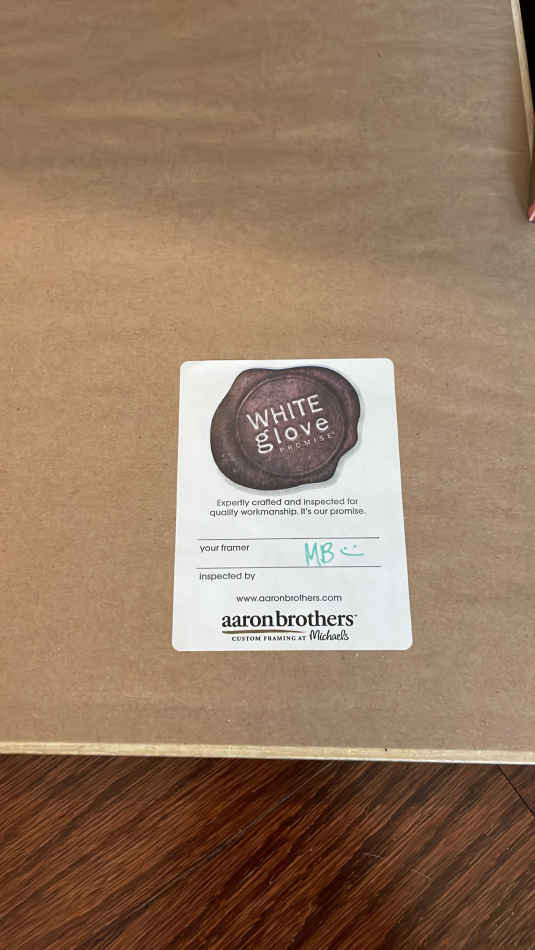 WHITE
glove
PROMISE
Expertly crafted and inspected for
quality workmanship. It's our promise.
your framer
MB :)
inspected by
www.aaronbrothers.com
aaronbrothers™
CUSTOM FRAMING AT Michaels